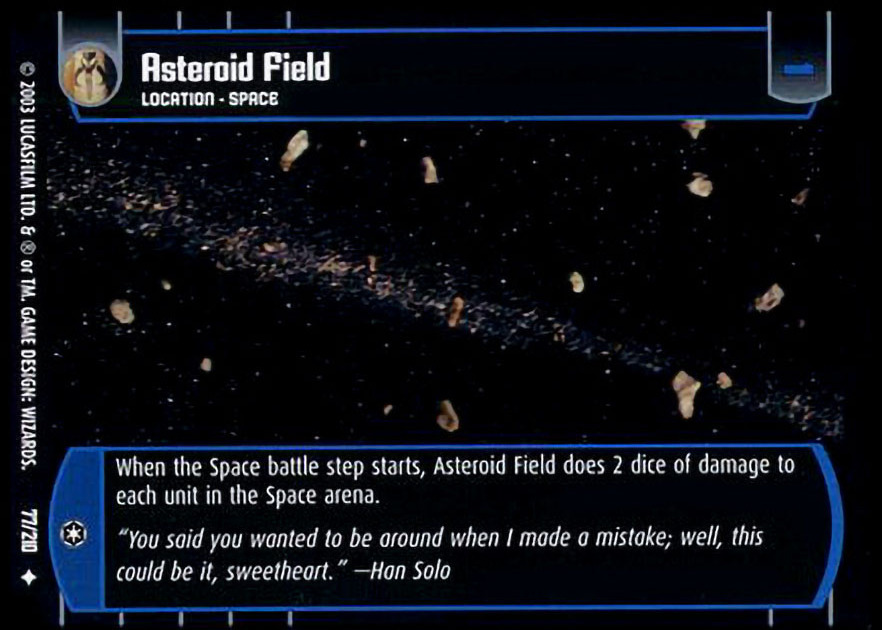 Asteroid Field
LOCATION - SPACE
When the Space battle step starts, Asteroid Field does 2 dice of damage to
each unit in the Space arena.
“You said you wanted to be around when I made a mistake; well, this
could be it, sweetheart.” —Han Solo
© 2003 LUCASFILM LTD. & ® or TM. GAME DESIGN: WIZARDS. 77/210